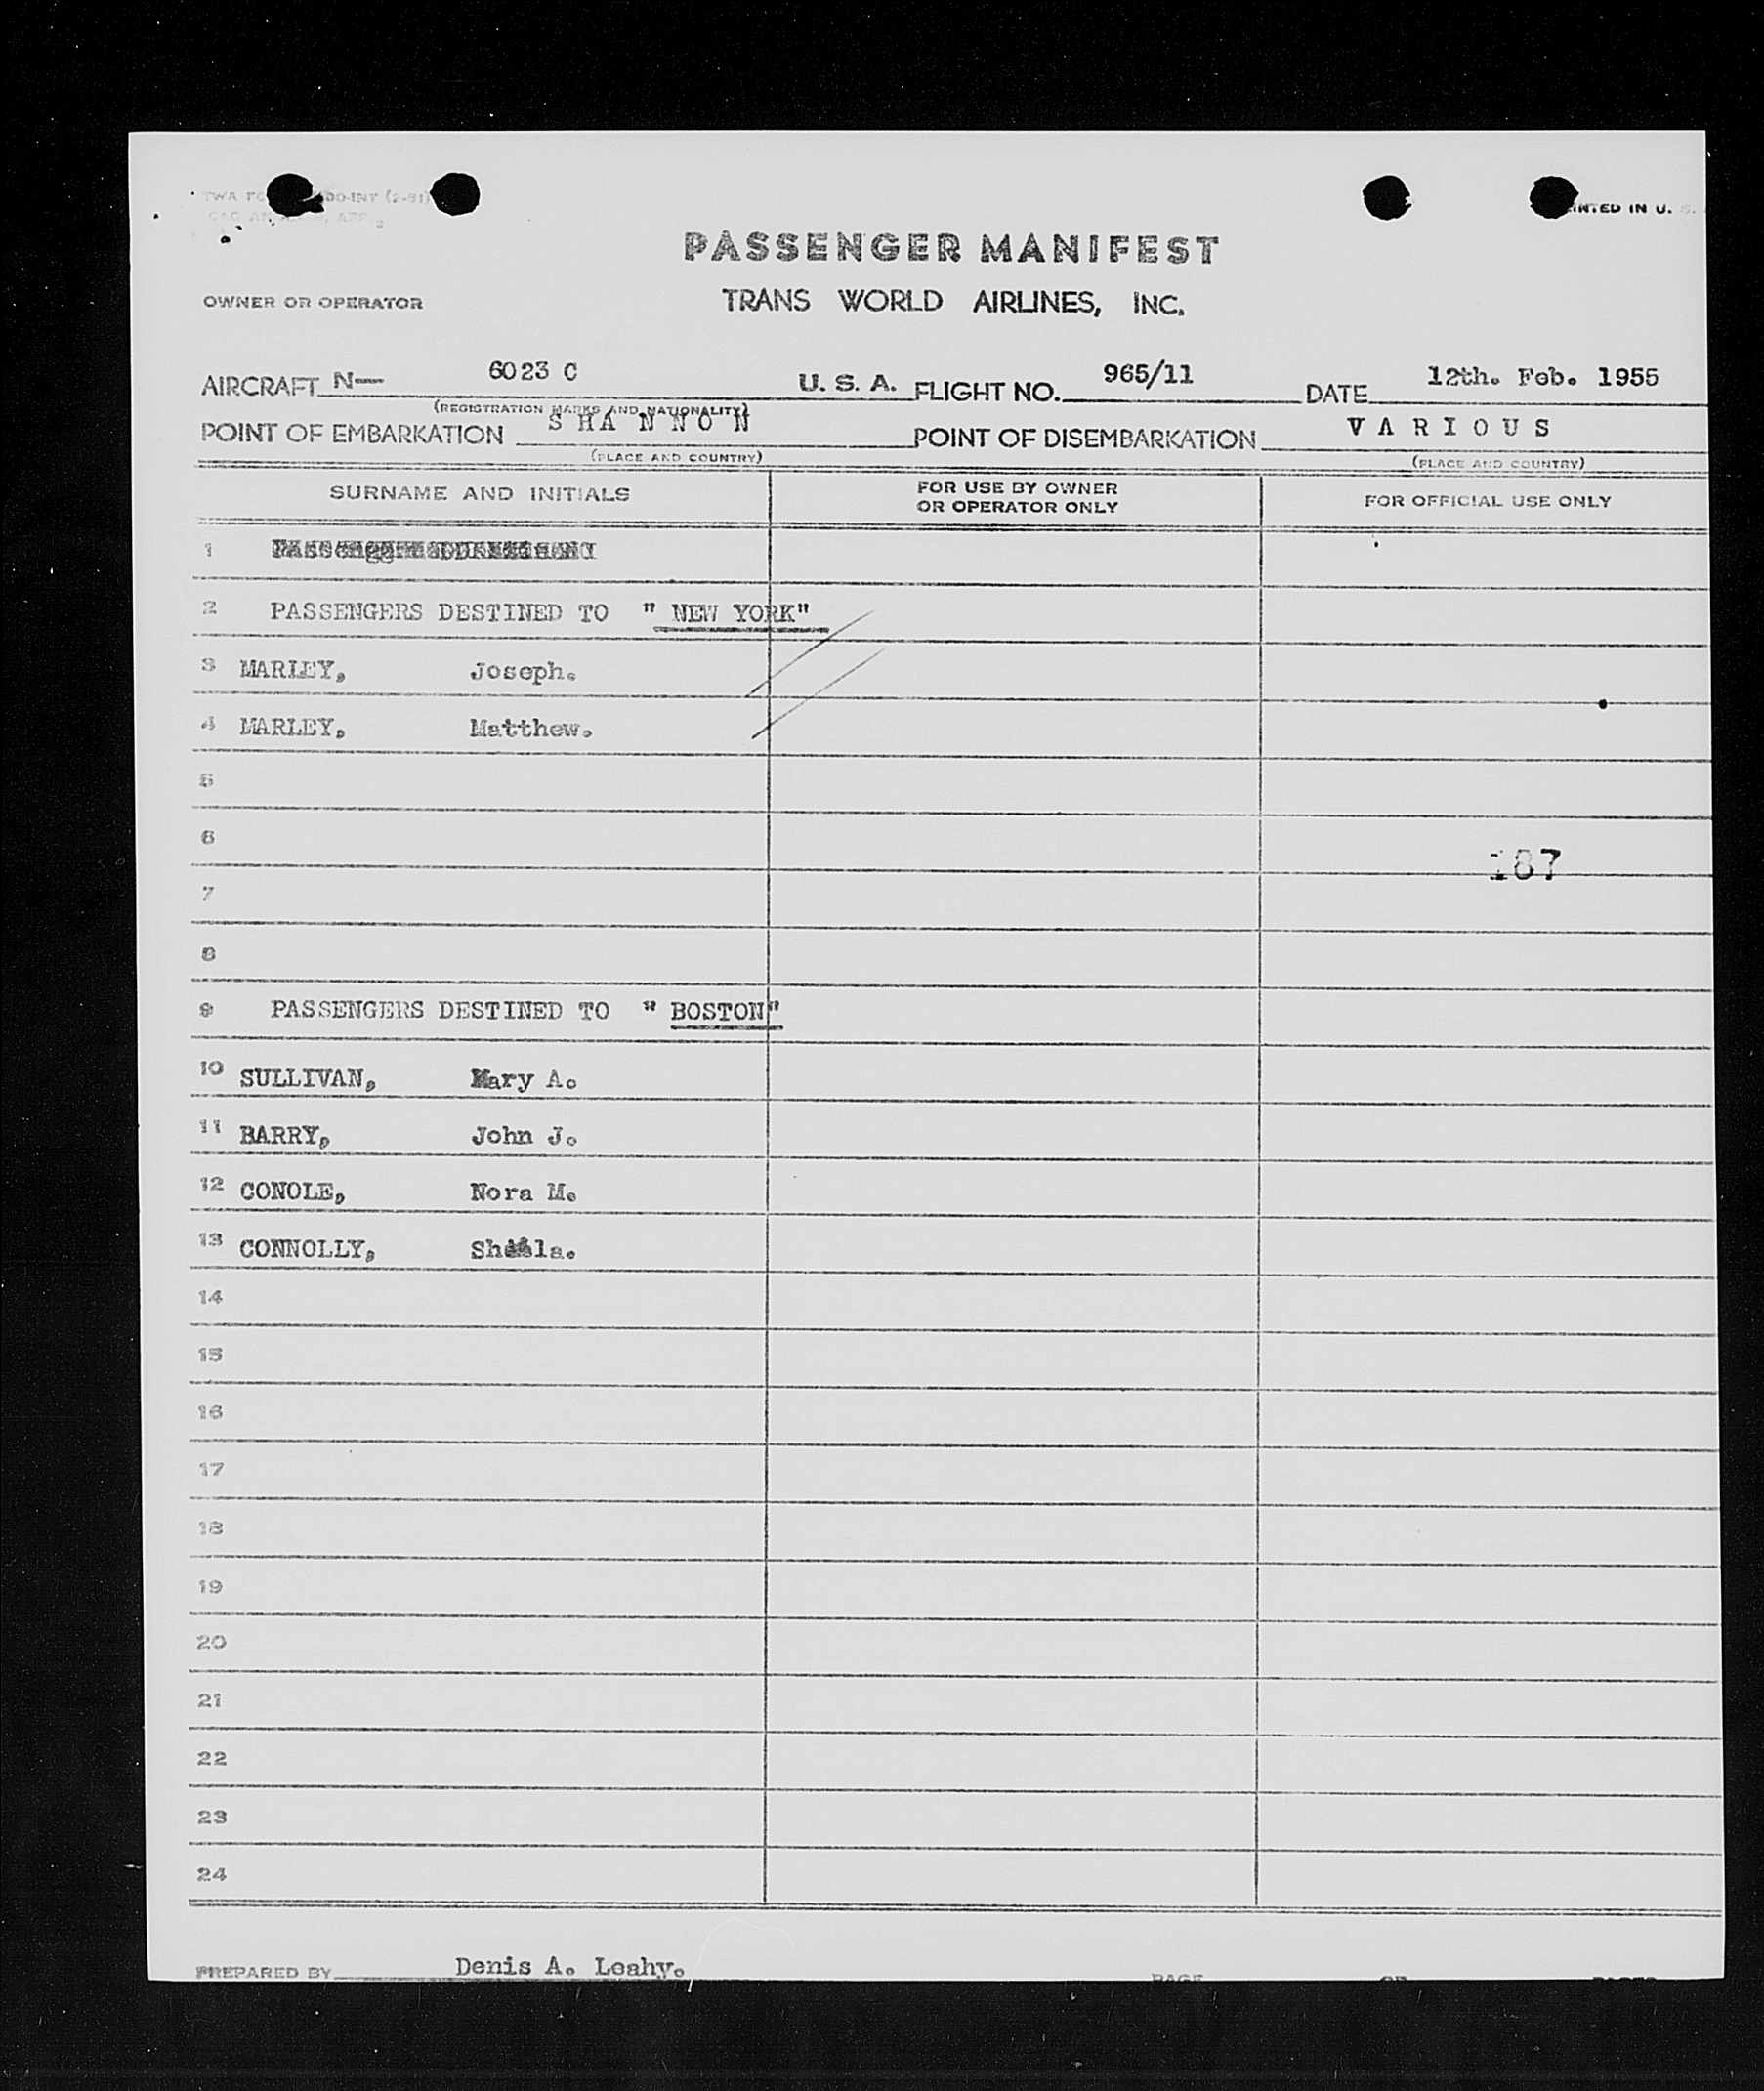 PASSENGER MANIFEST
OWNER OR OPERATOR TRANS WORLD AIRLINES, INC.
AIRCRAFT N— 6023 C U. S. A. FLIGHT NO. 965/11 DATE 12th. Feb. 1955
(REGISTRATION MARKS AND NATIONALITY)
POINT OF EMBARKATION S H A N N O N POINT OF DISEMBARKATION V A R I O U S
(PLACE AND COUNTRY) (PLACE AND COUNTRY)
SURNAME AND INITIALS FOR USE BY OWNER OR OPERATOR ONLY FOR OFFICIAL USE ONLY
1
2 PASSENGERS DESTINED TO " NEW YORK"
3 MARLEY, Joseph.
4 MARLEY, Matthew.
5
6
187
7
8
9 PASSENGERS DESTINED TO " BOSTON"
10 SULLIVAN, Mary A.
11 BARRY, John J.
12 CONOLE, Nora M.
13 CONNOLLY, Sheela.
14
15
16
17
18
19
20
21
22
23
24
PREPARED BY Denis A. Leahy. PAGE OF PAGES